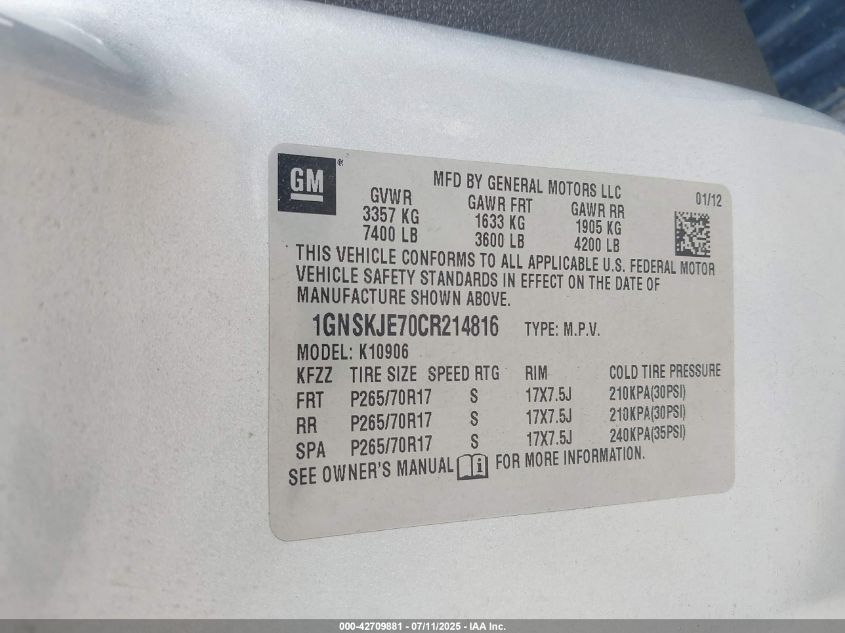 GM ®
MFD BY GENERAL MOTORS LLC
01/12
GVWR GAWR FRT GAWR RR
3357 KG 1633 KG 1905 KG
7400 LB 3600 LB 4200 LB
THIS VEHICLE CONFORMS TO ALL APPLICABLE U.S. FEDERAL MOTOR
VEHICLE SAFETY STANDARDS IN EFFECT ON THE DATE OF
MANUFACTURE SHOWN ABOVE.
1GNSKJE70CR214816 TYPE: M.P.V.
MODEL: K10906
KFZZ TIRE SIZE SPEED RTG RIM COLD TIRE PRESSURE
FRT P265/70R17 S 17X7.5J 210KPA(30PSI)
RR P265/70R17 S 17X7.5J 210KPA(30PSI)
SPA P265/70R17 S 17X7.5J 240KPA(35PSI)
SEE OWNER'S MANUAL FOR MORE INFORMATION.
000-42709881 / 07/11/2025 - IAA Inc.